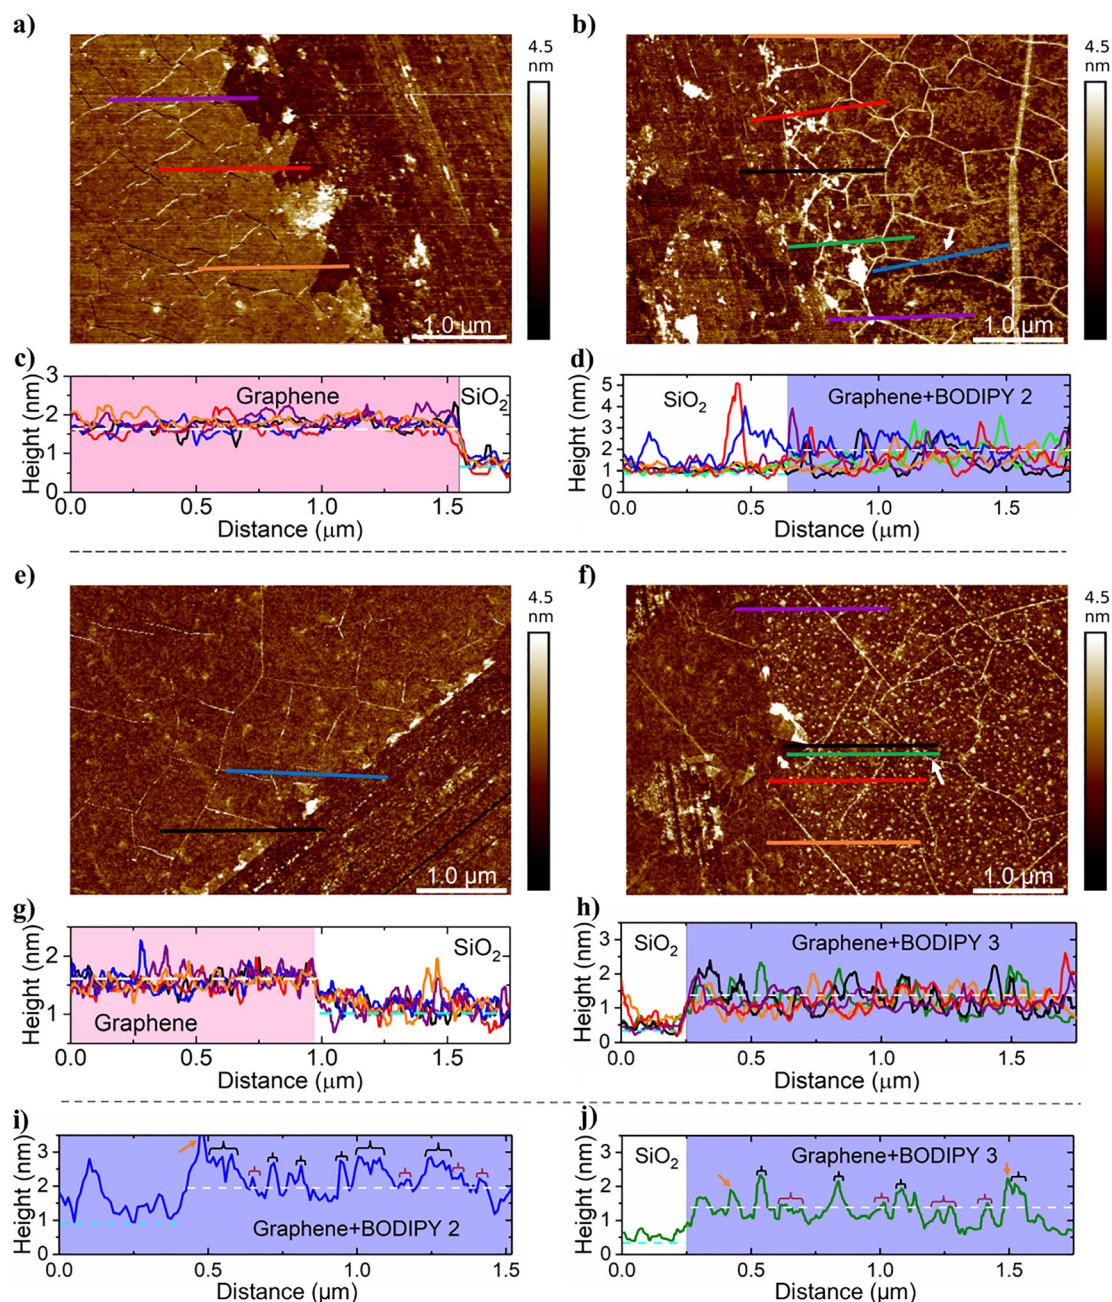 a)
4.5
nm
1.0 μm
b)
4.5
nm
1.0 μm
c)
Height (nm)
3
2
1
0
Graphene
SiO2
0.0
0.5
1.0
1.5
Distance (μm)
d)
Height (nm)
5
4
3
2
1
0
SiO2
Graphene+BODIPY 2
0.0
0.5
1.0
1.5
Distance (μm)
e)
4.5
nm
1.0 μm
f)
4.5
nm
1.0 μm
g)
Height (nm)
2
1
0
Graphene
SiO2
0.0
0.5
1.0
1.5
Distance (μm)
h)
Height (nm)
3
2
1
0
SiO2
Graphene+BODIPY 3
0.0
0.5
1.0
1.5
Distance (μm)
i)
Height (nm)
3
2
1
0
Graphene+BODIPY 2
0.0
0.5
1.0
1.5
Distance (μm)
j)
Height (nm)
3
2
1
0
SiO2
Graphene+BODIPY 3
0.0
0.5
1.0
1.5
Distance (μm)